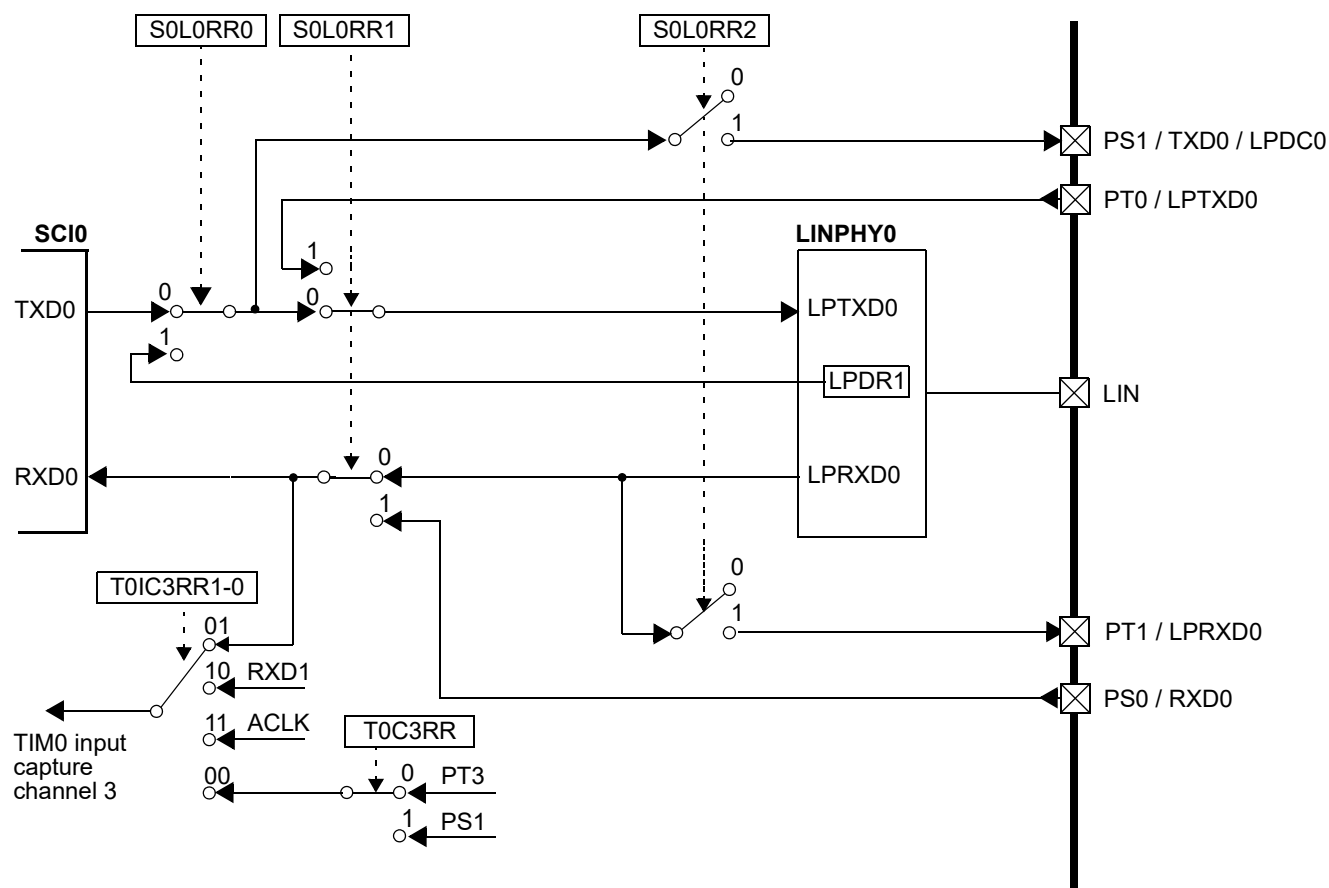 S0L0RR0
S0L0RR1
S0L0RR2
0
1
PS1 / TXD0 / LPDC0
PT0 / LPTXD0
SCI0
LINPHY0
1
TXD0
0
0
LPTXD0
1
LPDR1
LIN
RXD0
0
LPRXD0
1
T0IC3RR1-0
0
1
01
PT1 / LPRXD0
10
RXD1
PS0 / RXD0
11
ACLK
T0C3RR
TIM0 input
capture
channel 3
00
0
PT3
1
PS1